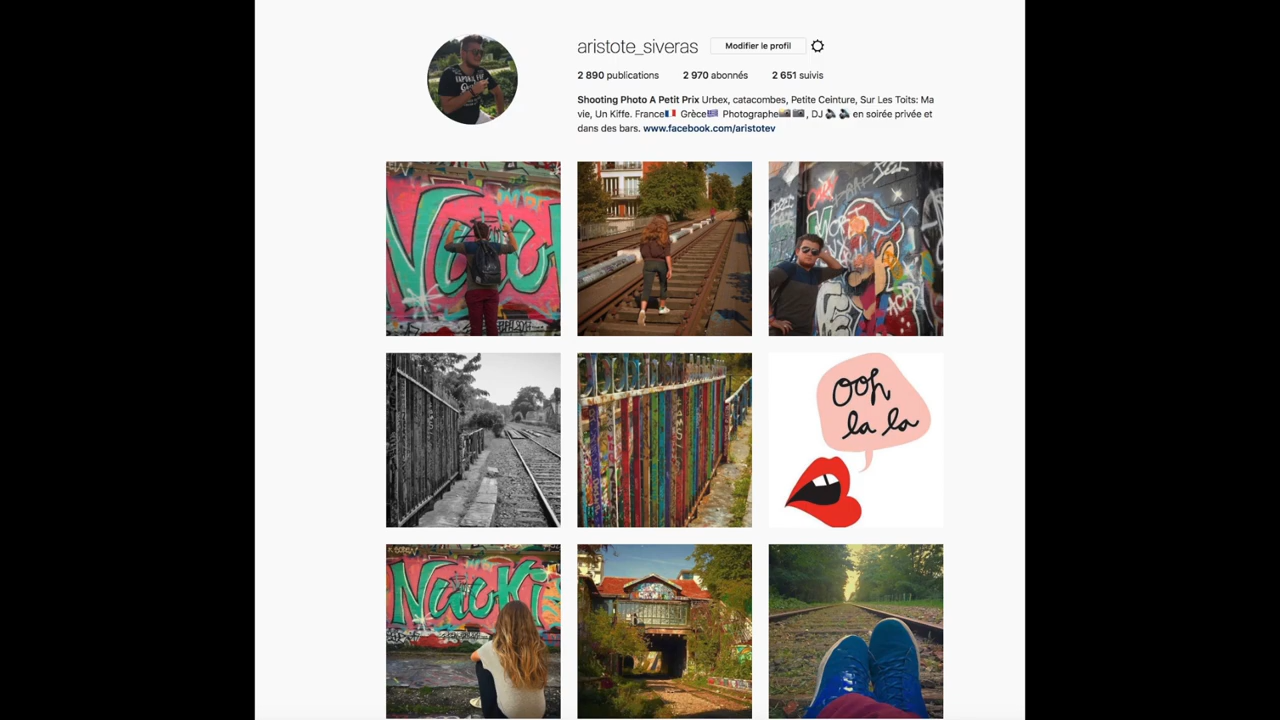 aristote_siveras Modifier le profil
2 890 publications 2 970 abonnés 2 651 suivis
Shooting Photo A Petit Prix Urbex, catacombes, Petite Ceinture, Sur Les Toits: Ma
vie, Un Kiffe. France🇫🇷 Grèce🇬🇷 Photographe📸📷, DJ🔊🔊 en soirée privée et
dans des bars. www.facebook.com/aristotev
Ooh
la la
Nacki